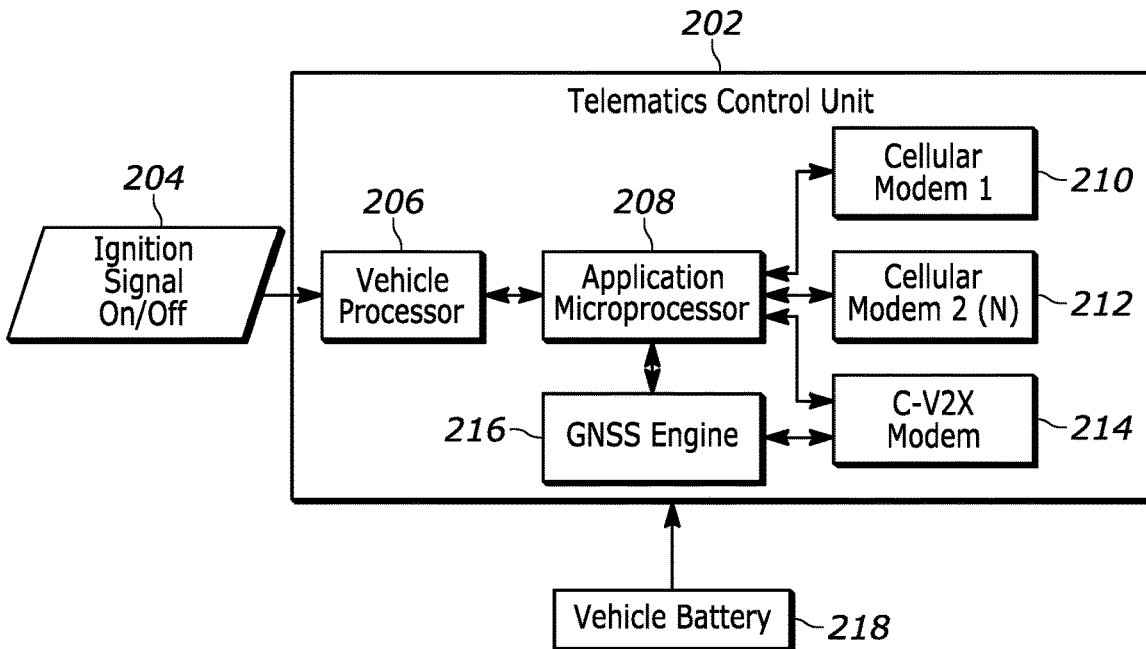 202
Telematics Control Unit
204
Ignition
Signal
On/Off
206
Vehicle
Processor
208
Application
Microprocessor
Cellular
Modem 1
210
Cellular
Modem 2 (N)
212
C-V2X
Modem
214
216
GNSS Engine
Vehicle Battery
218